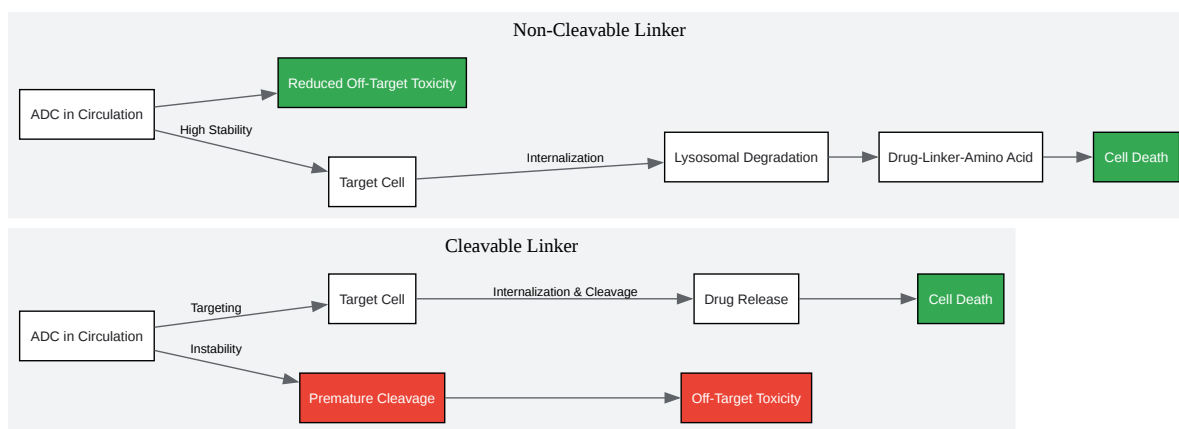 Non-Cleavable Linker
Reduced Off-Target Toxicity
ADC in Circulation
High Stability
Target Cell
Internalization
Lysosomal Degradation
Drug-Linker-Amino Acid
Cell Death
Cleavable Linker
ADC in Circulation
Targeting
Target Cell
Internalization & Cleavage
Drug Release
Cell Death
Instability
Premature Cleavage
Off-Target Toxicity